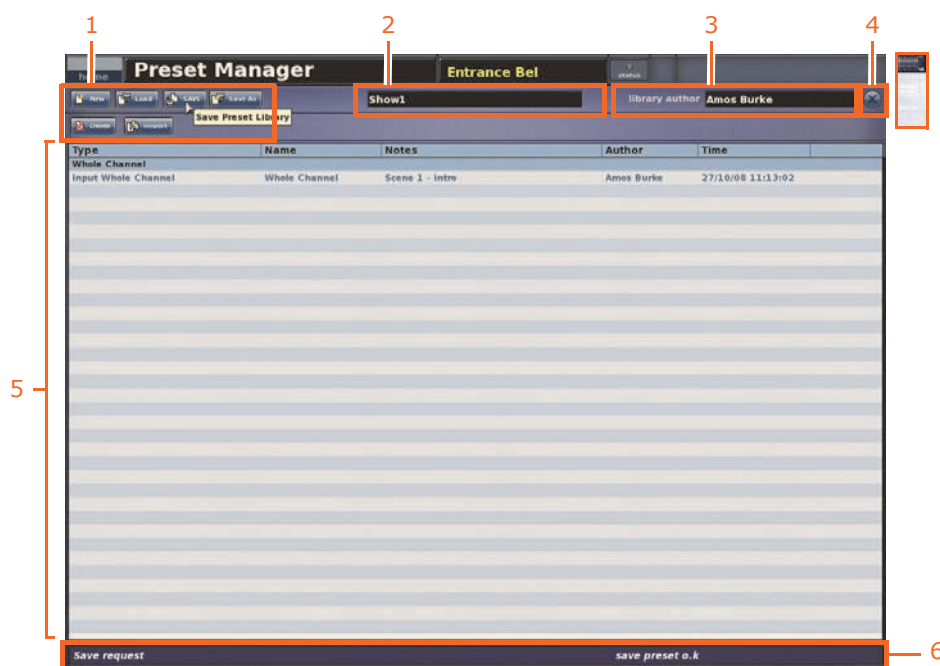 1 2 3 4
home Preset Manager Entrance Bel status
New Load SAVE Save As Show1 library author Amos Burke
Save Preset Library
Delete Import
5
Type Name Notes Author Time
Whole Channel
Input Whole Channel Whole Channel Scene 1 - intro Amos Burke 27/10/08 11:13:02
Save request save preset o.k 6